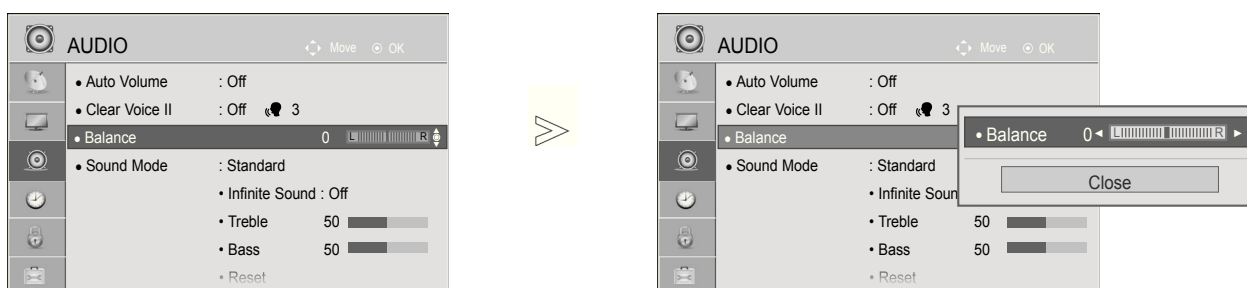 AUDIO
Move OK
• Auto Volume : Off
• Clear Voice II : Off 3
• Balance 0 L R
• Sound Mode : Standard
• Infinite Sound : Off
• Treble 50
• Bass 50
• Reset
>
AUDIO
Move OK
• Auto Volume : Off
• Clear Voice II : Off 3
• Balance
• Sound Mode : Standard
• Infinite Soun
• Treble 50
• Bass 50
• Reset
• Balance 0 L R
Close